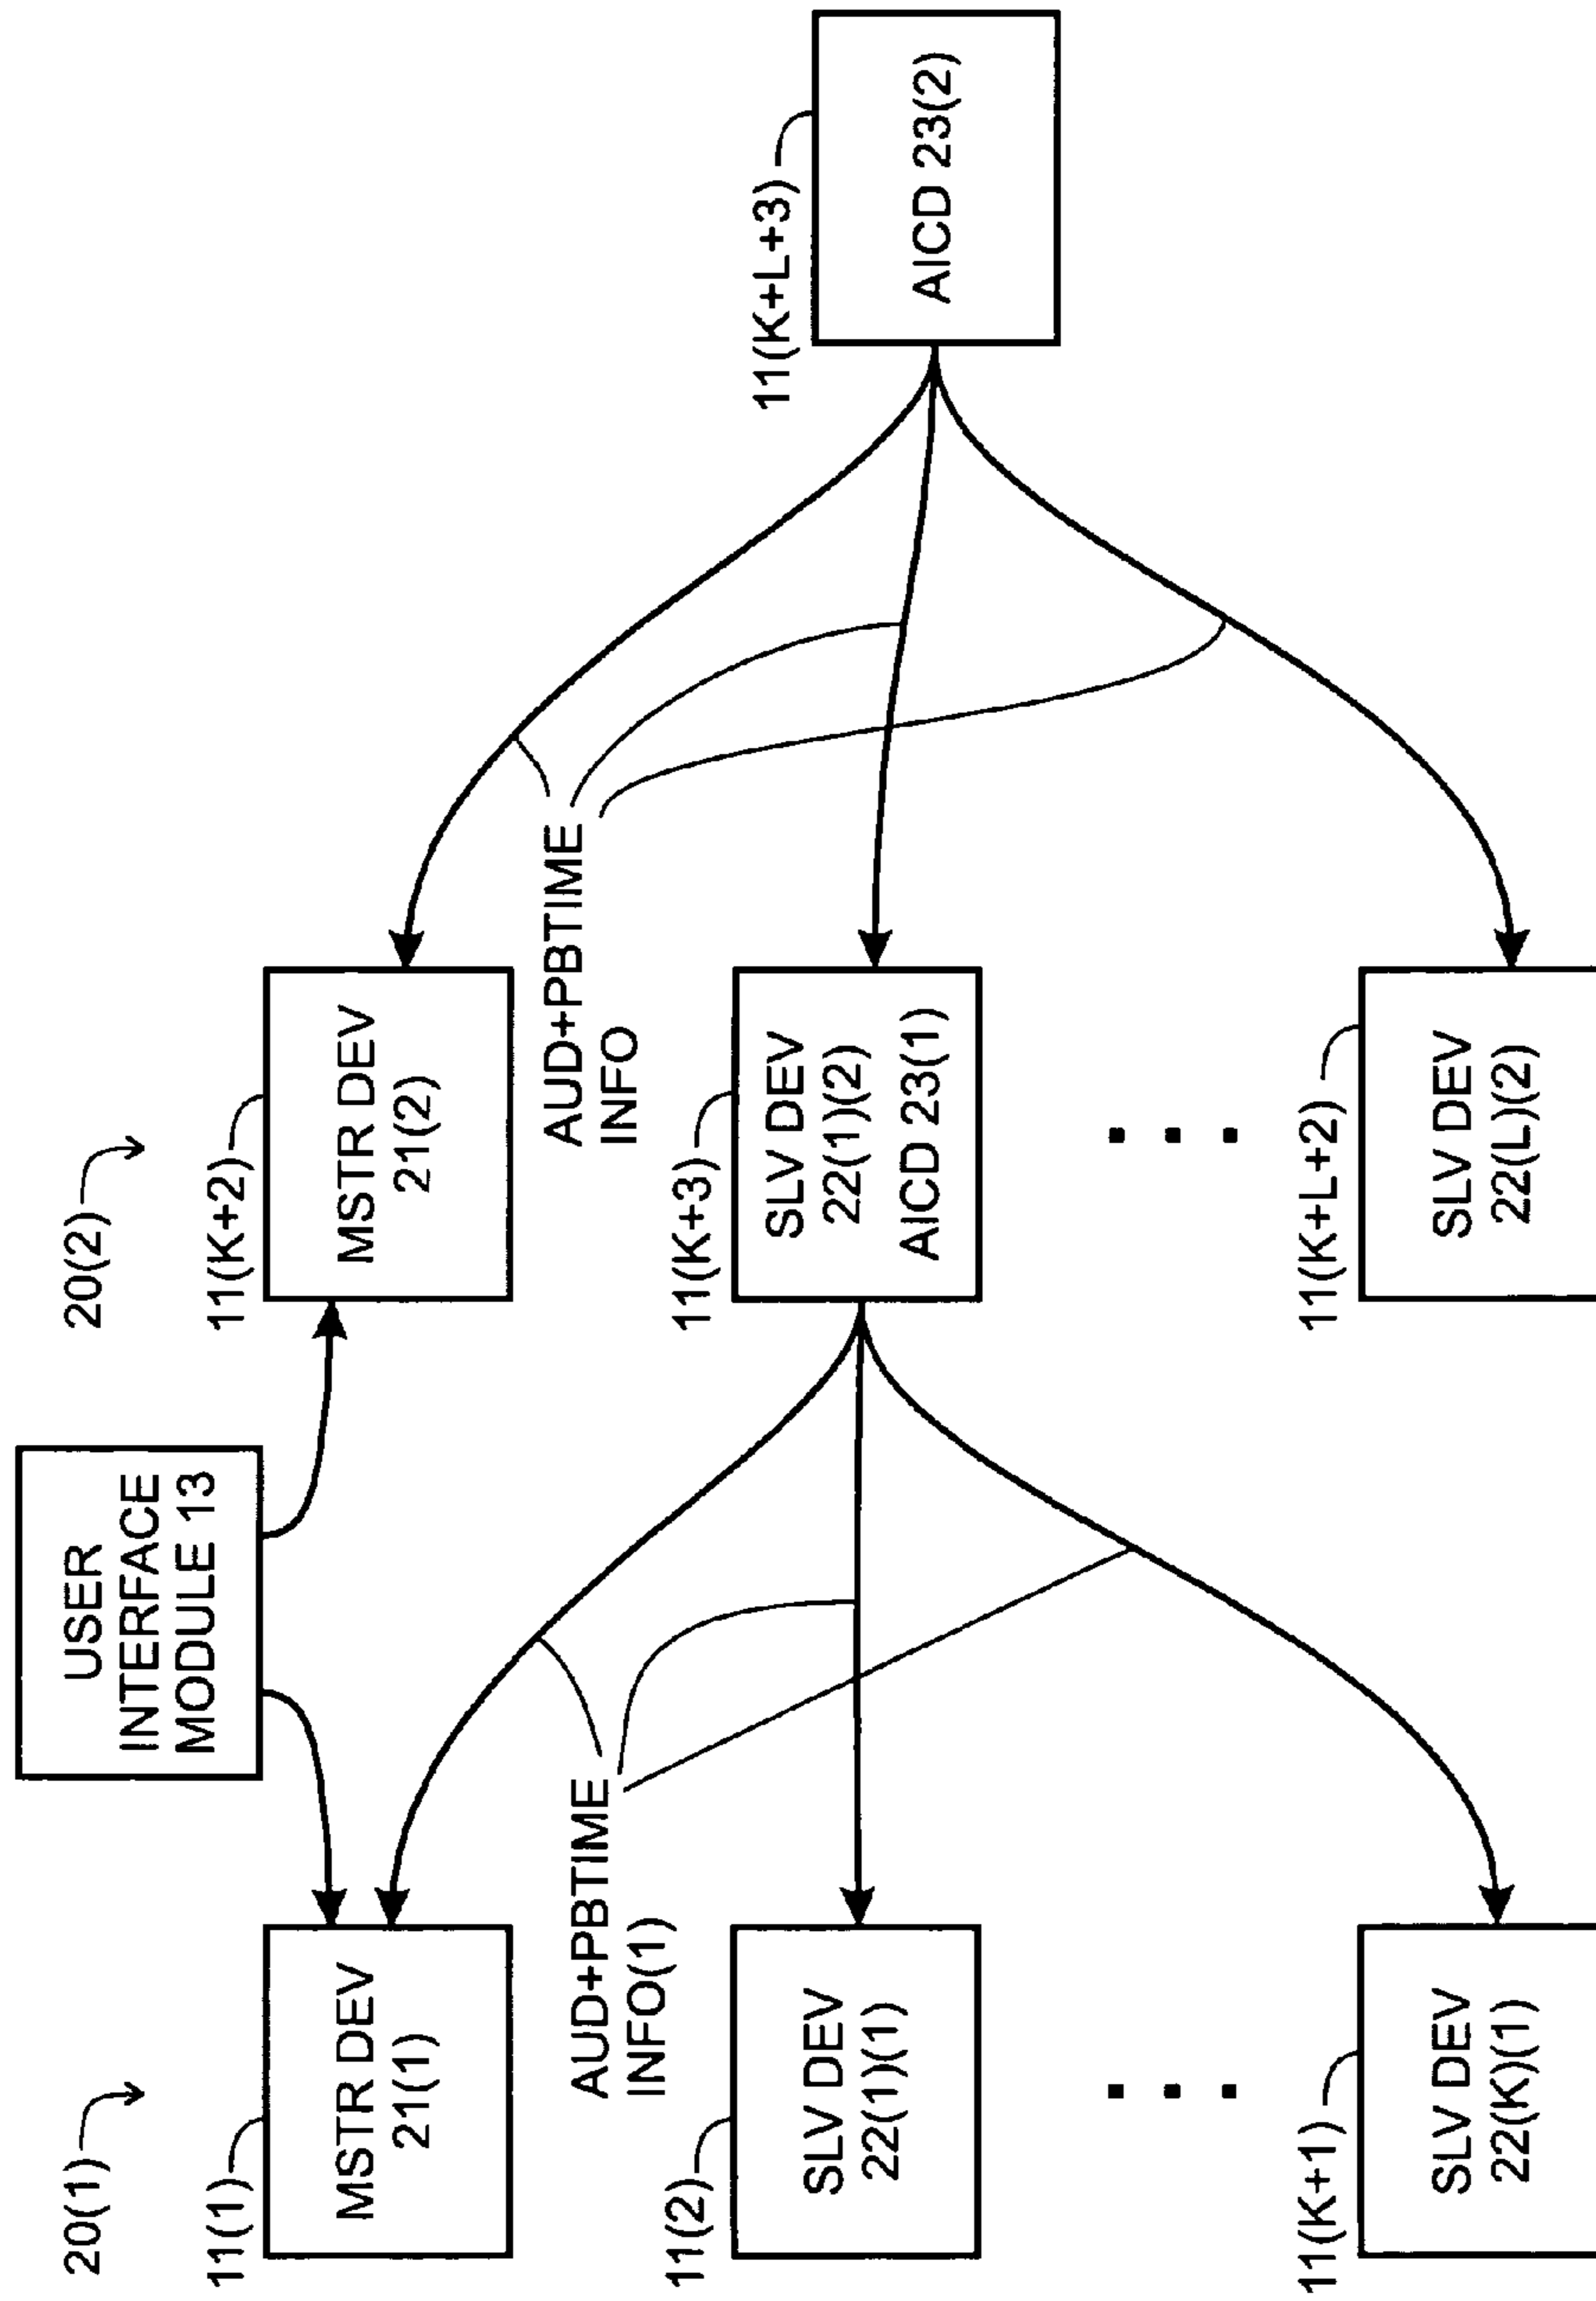 20(1)
20(2)
USER
INTERFACE
MODULE 13
11(1)
MSTR DEV
21(1)
11(K+2)
MSTR DEV
21(2)
AUD+PBTIME
INFO(1)
AUD+PBTIME
INFO
11(K+L+3)
AICD 23(2)
11(2)
SLV DEV
22(1)(1)
11(K+3)
SLV DEV
22(1)(2)
AICD 23(1)
11(K+1)
SLV DEV
22(K)(1)
11(K+L+2)
SLV DEV
22(L)(2)